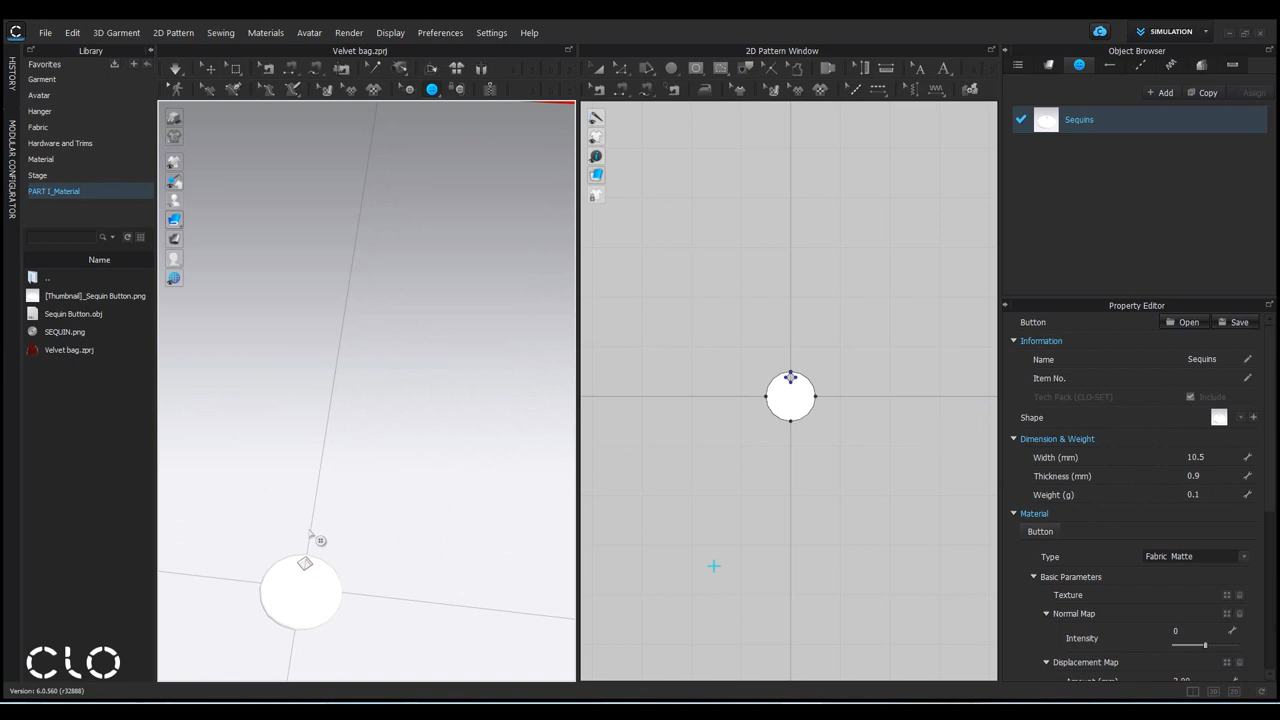 File Edit 3D Garment 2D Pattern Sewing Materials Avatar Render Display Preferences Settings Help SIMULATION
Library Velvet bag.zprj 2D Pattern Window Object Browser
HISTORY
MODULAR CONFIGURATOR
Favorites
Garment
Avatar
Hanger
Fabric
Hardware and Trims
Material
Stage
PART I_Material
Name
..
[Thumbnail]_Sequin Button.png
Sequin Button.obj
SEQUIN.png
Velvet bag.zprj
+ Add Copy Assign
Sequins
Property Editor
Button Open Save
Information
Name Sequins
Item No.
Tech Pack (CLO-SET) Include
Shape
Dimension & Weight
Width (mm) 10.5
Thickness (mm) 0.9
Weight (g) 0.1
Material
Button
Type Fabric Matte
Basic Parameters
Texture
Normal Map
Intensity 0
Displacement Map
CLO
Version: 6.0.560 (r32888)
3D 2D